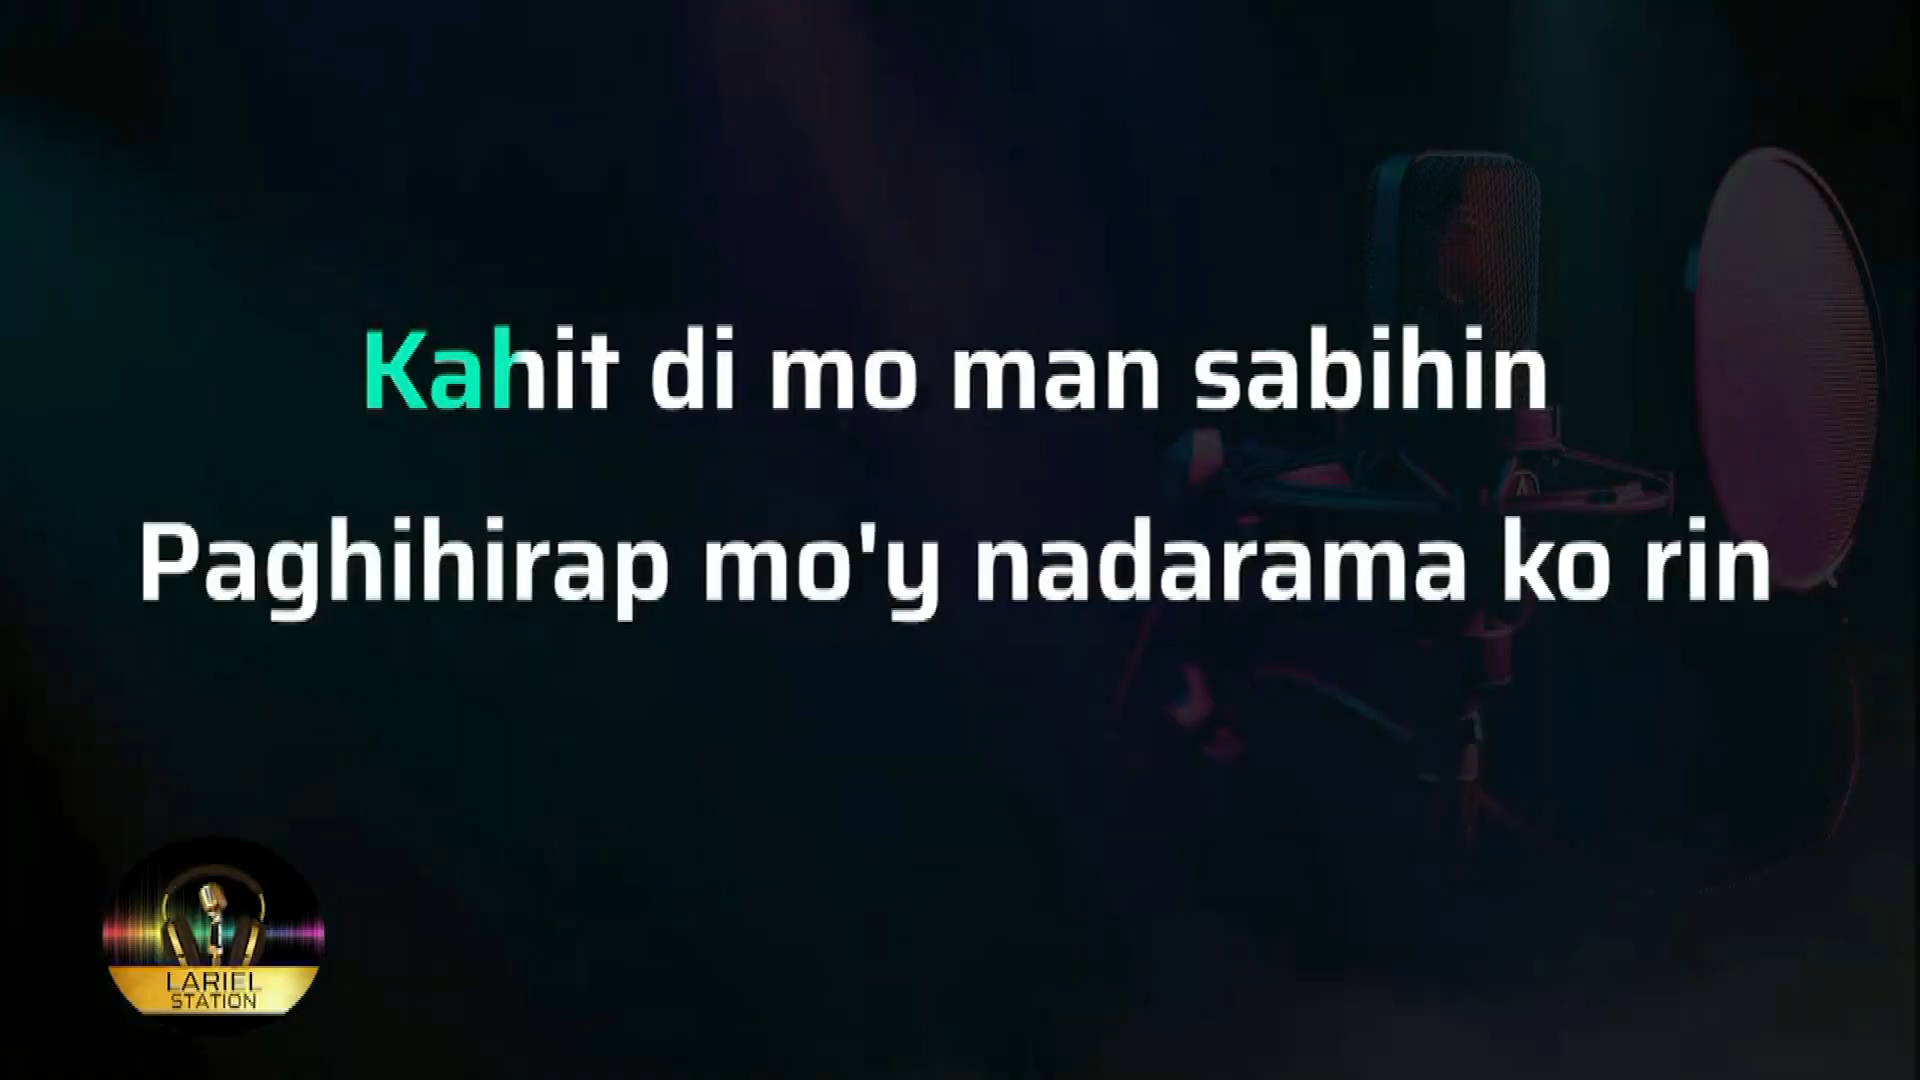 Kahit di mo man sabihin
Paghihirap mo'y nadarama ko rin
LARIEL
STATION